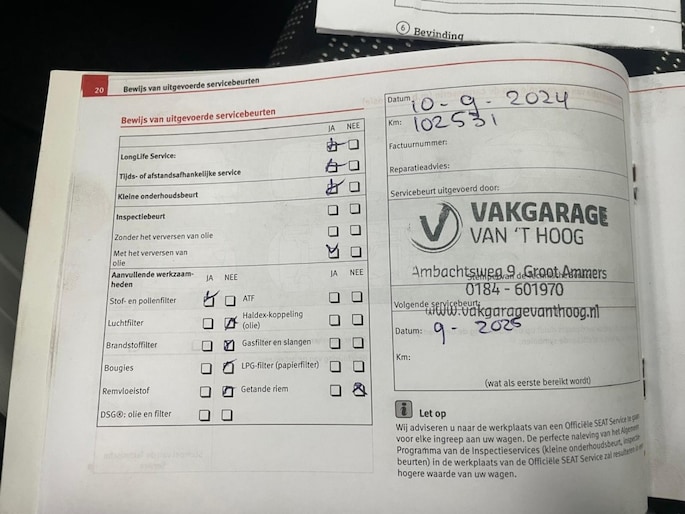 6 Bevinding
20 Bewijs van uitgevoerde servicebeurten
Bewijs van uitgevoerde servicebeurten
JA NEE
LongLife Service:
Tijds- of afstandsafhankelijke service
Kleine onderhoudsbeurt
Inspectiebeurt
Zonder het verversen van olie
Met het verversen van
olie
Aanvullende werkzaam-
heden
JA NEE
JA NEE
Stof- en pollenfilter
ATF
Luchtfilter
Haldex-koppeling
(olie)
Brandstoffilter
Gasfilter en slangen
Bougies
LPG-filter (papierfilter)
Remvloeistof
Getande riem
DSG®: olie en filter
Datum 10-9-2024
Km: 102531
Factuurnummer:
Reparatieadvies:
Servicebeurt uitgevoerd door:
VAKGARAGE
VAN 'T HOOG
Ambachtsweg 9 Groot Ammers
0184 - 601970
Volgende servicebeurt:
www.vakgaragevanthoog.nl
Datum: 9-2025
Km:
(wat als eerste bereikt wordt)
i Let op
Wij adviseren u naar de werkplaats van een Officiële SEAT Service te gaan
voor elke ingreep aan uw wagen. De perfecte naleving van het Algemeen
Programma van de Inspectieservices (kleine onderhoudsbeurt, inspectie
beurten) in de werkplaats van de Officiële SEAT Service zal resulteren in
hogere waarde van uw wagen.